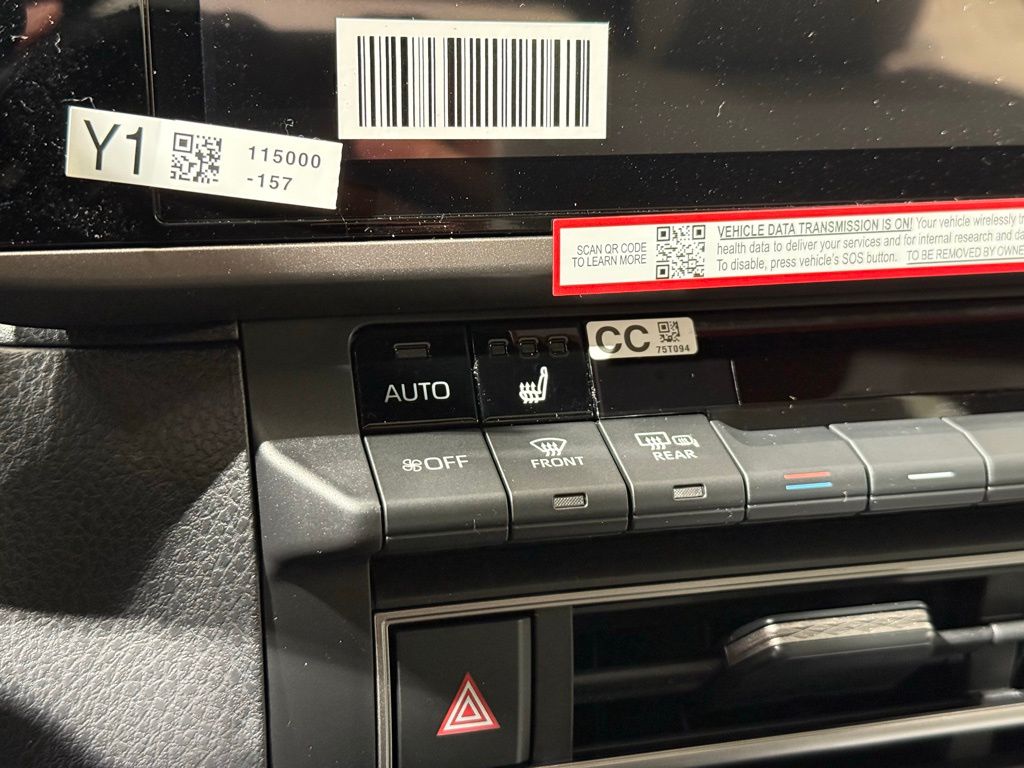 Y1
115000
-157
SCAN QR CODE
TO LEARN MORE
VEHICLE DATA TRANSMISSION IS ON! Your vehicle wirelessly
health data to deliver your services and for internal research and
To disable, press vehicle's SOS button. TO BE REMOVED BY
CC
75T094
AUTO
OFF
FRONT
REAR